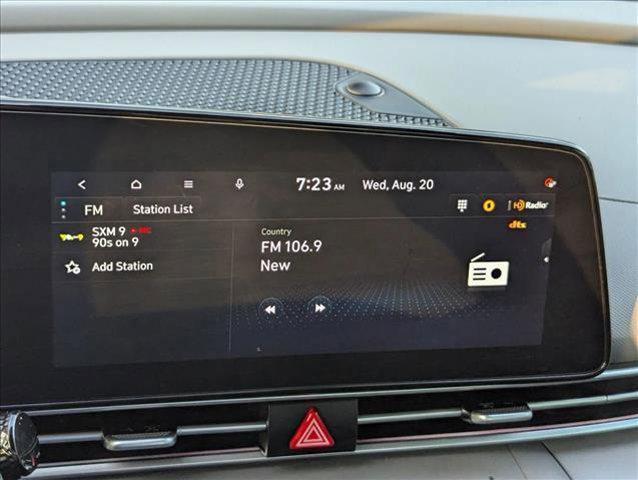 7:23 AM Wed, Aug. 20
FM Station List
HD Radio
dts
SXM 9
90s on 9
Add Station
Country
FM 106.9
New